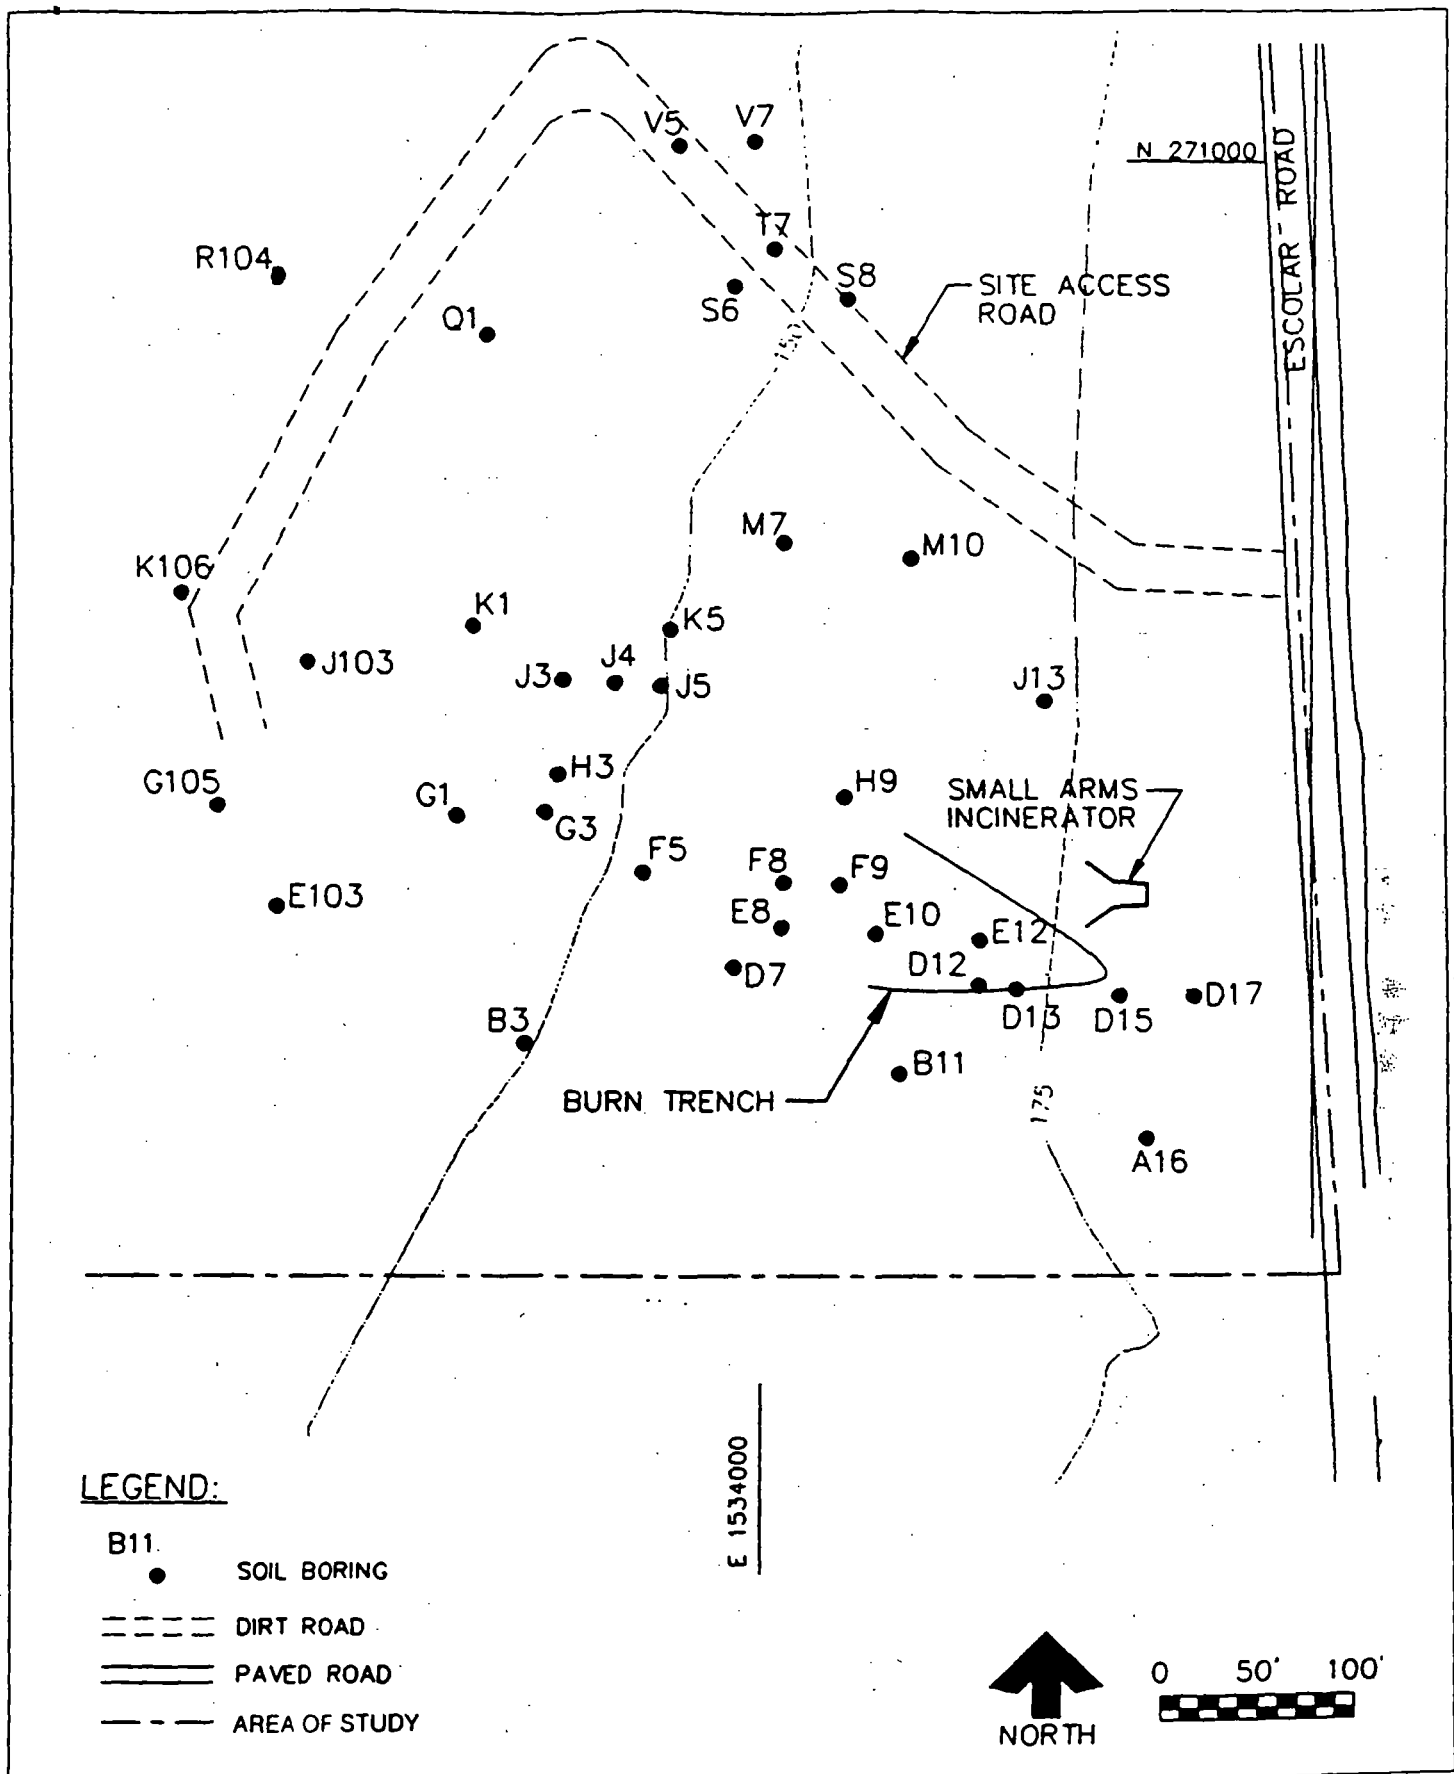 V5
V7
N 271000
ESCOLAR ROAD
R104
T7
S8
SITE ACCESS
ROAD
S6
Q1
150
M7
M10
K106
K1
K5
J103
J3
J4
J5
J13
H3
G105
G1
G3
H9
SMALL ARMS
INCINERATOR
F5
F8
F9
E103
E8
E10
E12
D7
D12
D13
D15
D17
B3
B11
BURN TRENCH
175
A16
E 1534000
LEGEND:
B11
SOIL BORING
DIRT ROAD
PAVED ROAD
AREA OF STUDY
NORTH
0 50' 100'